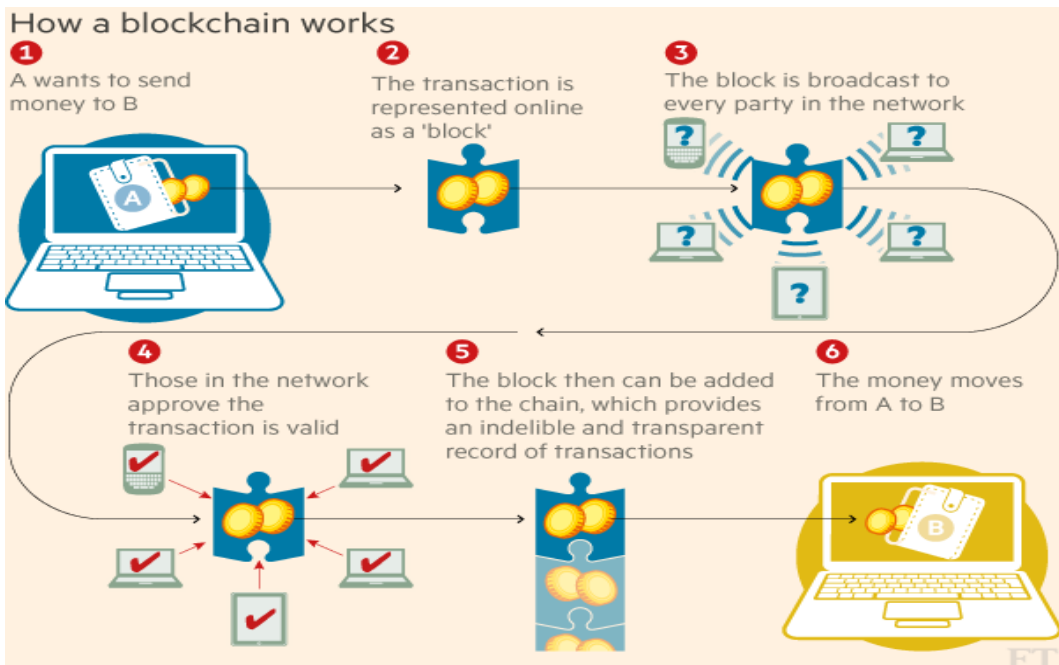 How a blockchain works
1
A wants to send
money to B
A
2
The transaction is
represented online
as a 'block'
3
The block is broadcast to
every party in the network
?
?
?
?
?
4
Those in the network
approve the
transaction is valid
5
The block then can be added
to the chain, which provides
an indelible and transparent
record of transactions
6
The money moves
from A to B
B
FT